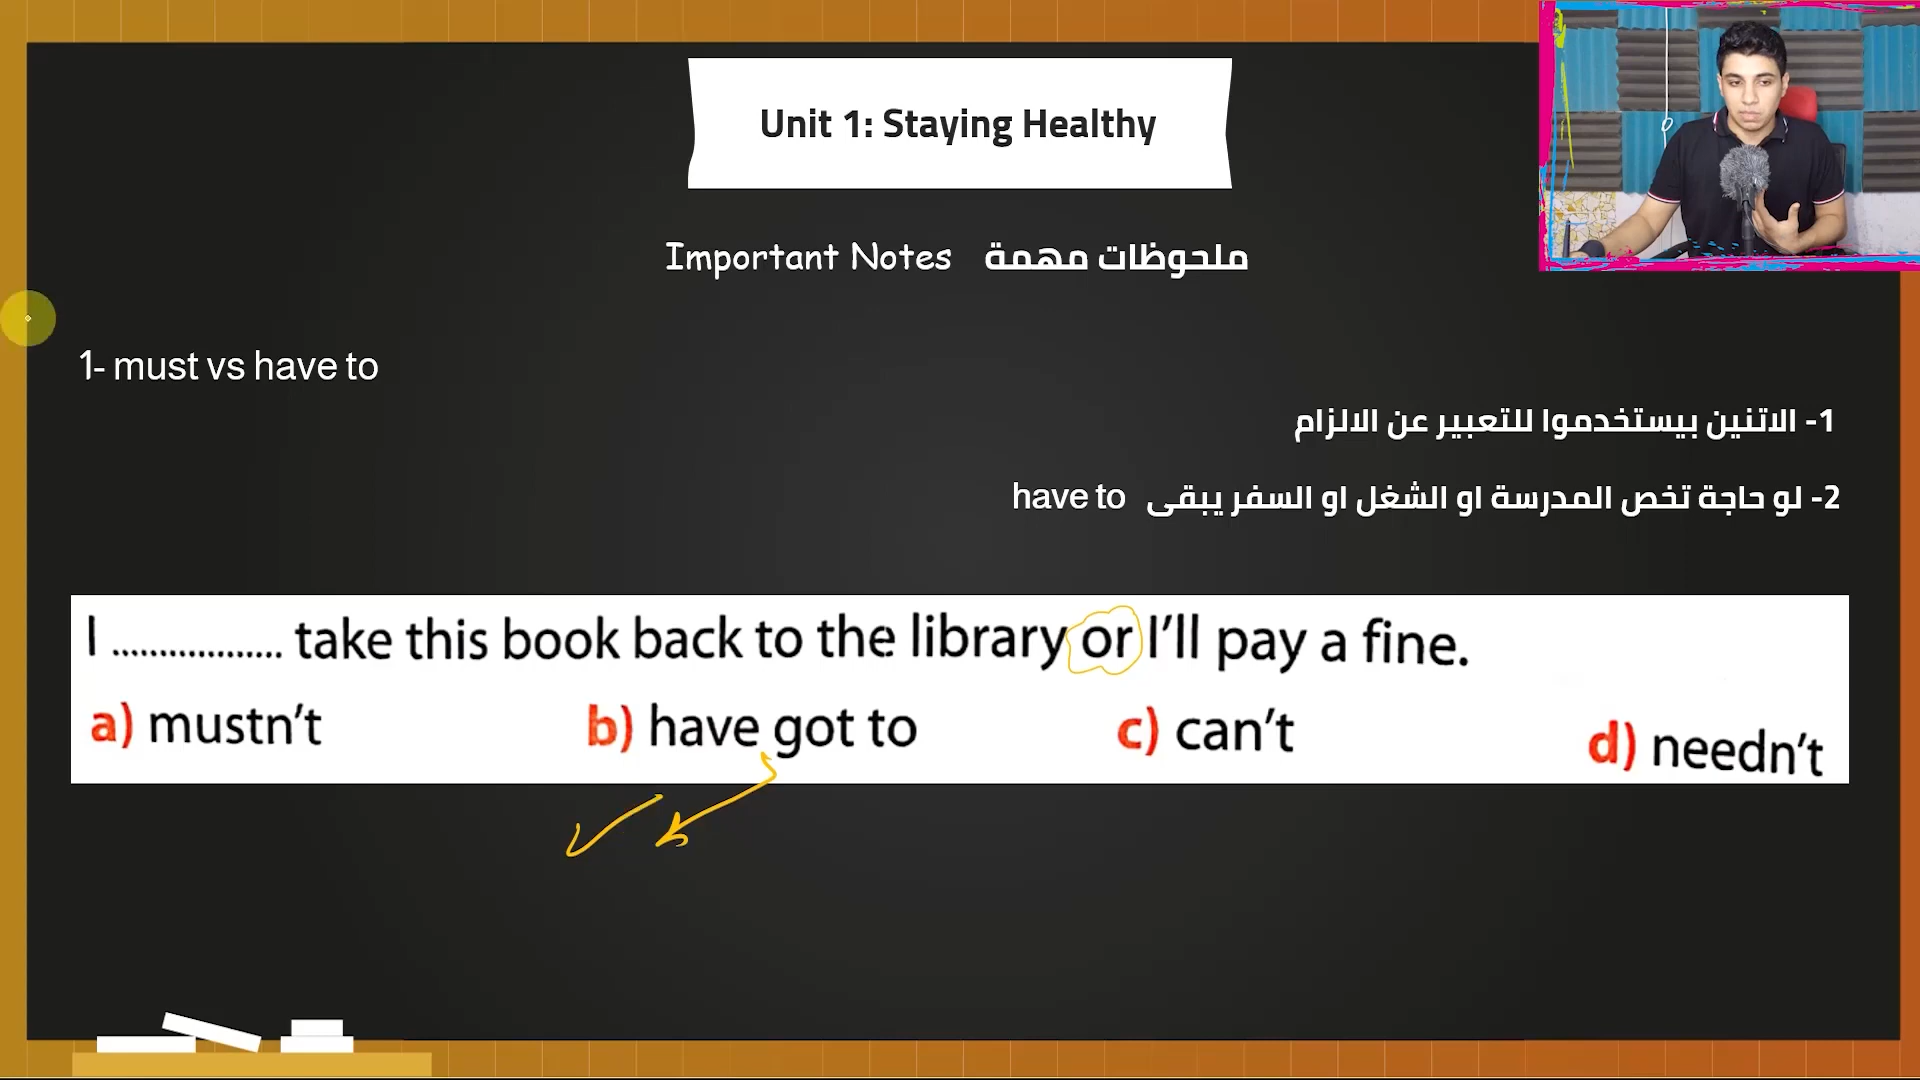 Unit 1: Staying Healthy
Important Notes ملحوظات مهمة
1- must vs have to
1- الاتنين بيستخدموا للتعبير عن الالزام
2- لو حاجة تخص المدرسة او الشغل او السفر يبقى have to
I ................. take this book back to the library or I'll pay a fine.
a) mustn't b) have got to c) can't d) needn't